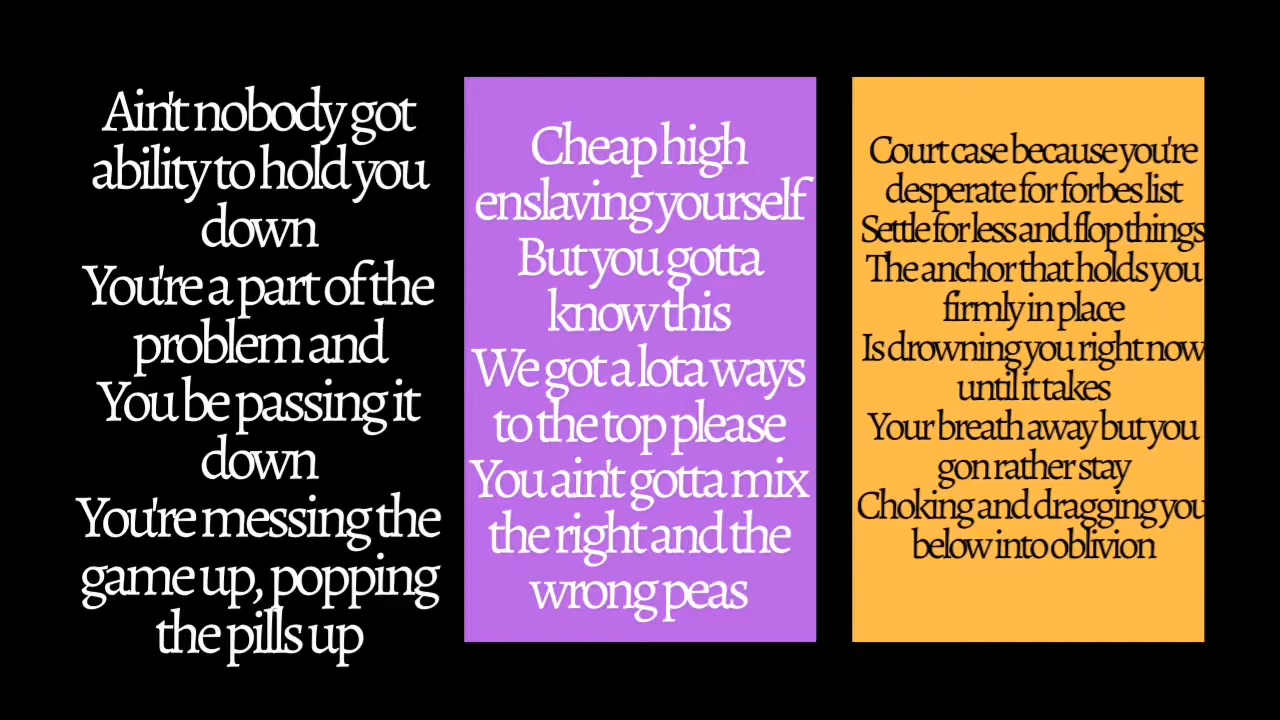 Ain't nobody got
ability to hold you
down
You're a part of the
problem and
You be passing it
down
You're messing the
game up, popping
the pills up
Cheap high
enslaving yourself
But you gotta
know this
We got a lota ways
to the top please
You ain't gotta mix
the right and the
wrong peas
Court case because you're
desperate for forbes list
Settle for less and flop things
The anchor that holds you
firmly in place
Is drowning you right now
until it takes
Your breath away but you
gon rather stay
Choking and dragging you
below into oblivion